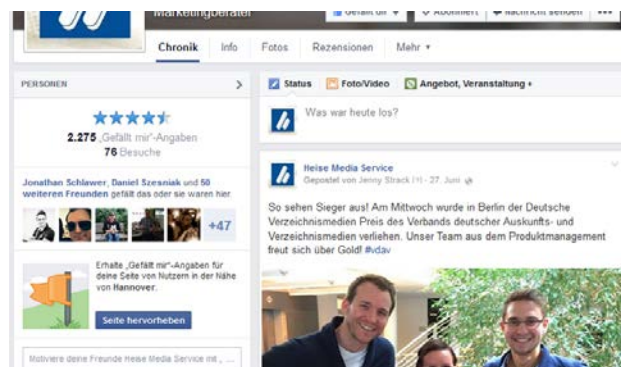 Marketingberater
Gefällt dir
Abonniert
Nachricht senden
Chronik
Info
Fotos
Rezensionen
Mehr
PERSONEN
2.275 „Gefällt mir“-Angaben
76 Besuche
Jonathan Schlawer, Daniel Szesniak und 50
weiteren Freunden gefällt das oder sie waren hier.
+47
Erhalte „Gefällt mir“-Angaben für
deine Seite von Nutzern in der Nähe
von Hannover.
Seite hervorheben
Motiviere deine Freunde Heise Media Service mit „ ...
Status
Foto/Video
Angebot, Veranstaltung +
Was war heute los?
Heise Media Service
Gepostet von Jenny Strack [?] · 27. Juni
So sehen Sieger aus! Am Mittwoch wurde in Berlin der Deutsche
Verzeichnismedien Preis des Verbands deutscher Auskunfts- und
Verzeichnismedien verliehen. Unser Team aus dem Produktmanagement
freut sich über Gold! #vdav